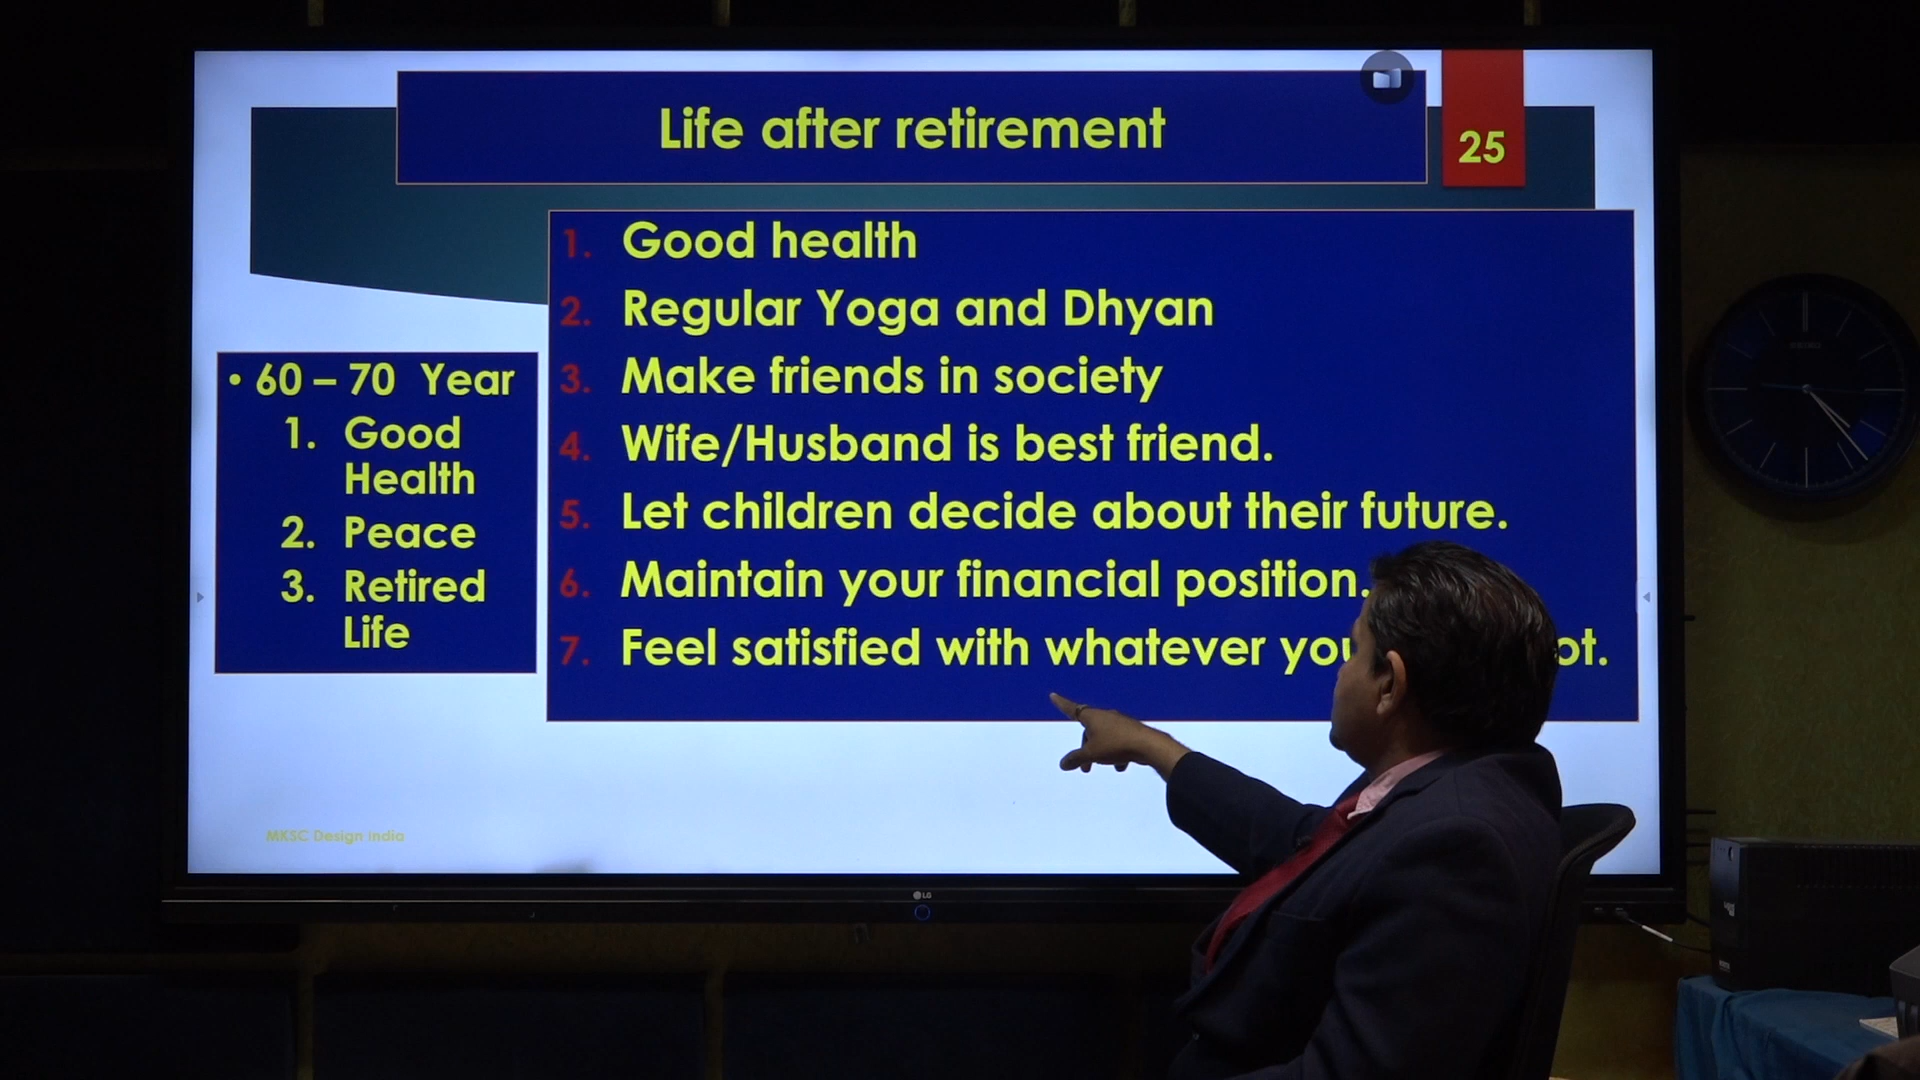 Life after retirement
25
1. Good health
2. Regular Yoga and Dhyan
3. Make friends in society
4. Wife/Husband is best friend.
5. Let children decide about their future.
6. Maintain your financial position.
7. Feel satisfied with whatever
• 60 – 70 Year
1. Good
Health
2. Peace
3. Retired
Life
MKSC Design india
LG
SEIKO